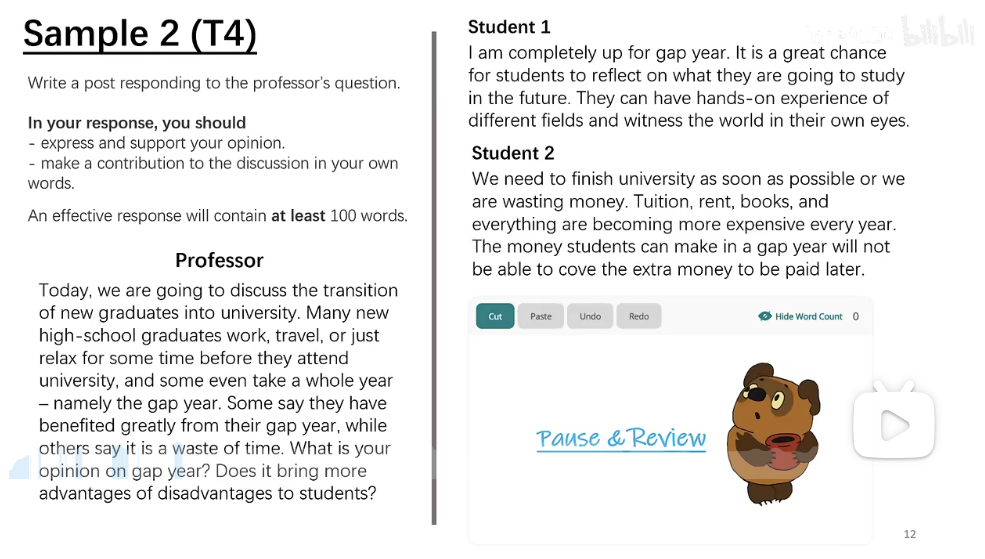 Sample 2 (T4)
Write a post responding to the professor's question.
In your response, you should
- express and support your opinion.
- make a contribution to the discussion in your own
words.
An effective response will contain at least 100 words.
Professor
Today, we are going to discuss the transition
of new graduates into university. Many new
high-school graduates work, travel, or just
relax for some time before they attend
university, and some even take a whole year
– namely the gap year. Some say they have
benefited greatly from their gap year, while
others say it is a waste of time. What is your
opinion on gap year? Does it bring more
advantages of disadvantages to students?
Student 1
I am completely up for gap year. It is a great chance
for students to reflect on what they are going to study
in the future. They can have hands-on experience of
different fields and witness the world in their own eyes.
Student 2
We need to finish university as soon as possible or we
are wasting money. Tuition, rent, books, and
everything are becoming more expensive every year.
The money students can make in a gap year will not
be able to cove the extra money to be paid later.
Cut
Paste
Undo
Redo
Hide Word Count 0
Pause & Review
12
bilibili